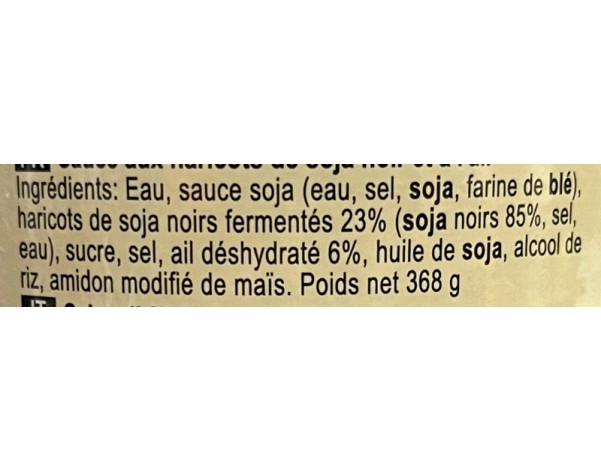 Ingrédients: Eau, sauce soja (eau, sel, soja, farine de blé),
haricots de soja noirs fermentés 23% (soja noirs 85%, sel,
eau), sucre, sel, ail déshydraté 6%, huile de soja, alcool de
riz, amidon modifié de maïs. Poids net 368 g